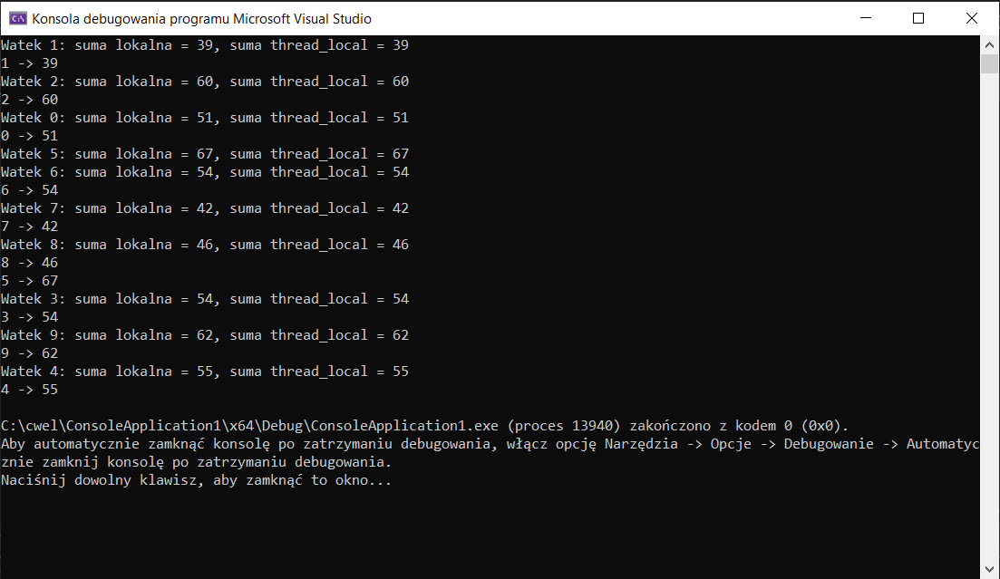 Konsola debugowania programu Microsoft Visual Studio
Watek 1: suma lokalna = 39, suma thread_local = 39
1 -> 39
Watek 2: suma lokalna = 60, suma thread_local = 60
2 -> 60
Watek 0: suma lokalna = 51, suma thread_local = 51
0 -> 51
Watek 5: suma lokalna = 67, suma thread_local = 67
Watek 6: suma lokalna = 54, suma thread_local = 54
6 -> 54
Watek 7: suma lokalna = 42, suma thread_local = 42
7 -> 42
Watek 8: suma lokalna = 46, suma thread_local = 46
8 -> 46
5 -> 67
Watek 3: suma lokalna = 54, suma thread_local = 54
3 -> 54
Watek 9: suma lokalna = 62, suma thread_local = 62
9 -> 62
Watek 4: suma lokalna = 55, suma thread_local = 55
4 -> 55
C:\cwel\ConsoleApplication1\x64\Debug\ConsoleApplication1.exe (proces 13940) zakończono z kodem 0 (0x0).
Aby automatycznie zamknąć konsolę po zatrzymaniu debugowania, włącz opcję Narzędzia -> Opcje -> Debugowanie -> Automatyc
znie zamknij konsolę po zatrzymaniu debugowania.
Naciśnij dowolny klawisz, aby zamknąć to okno...